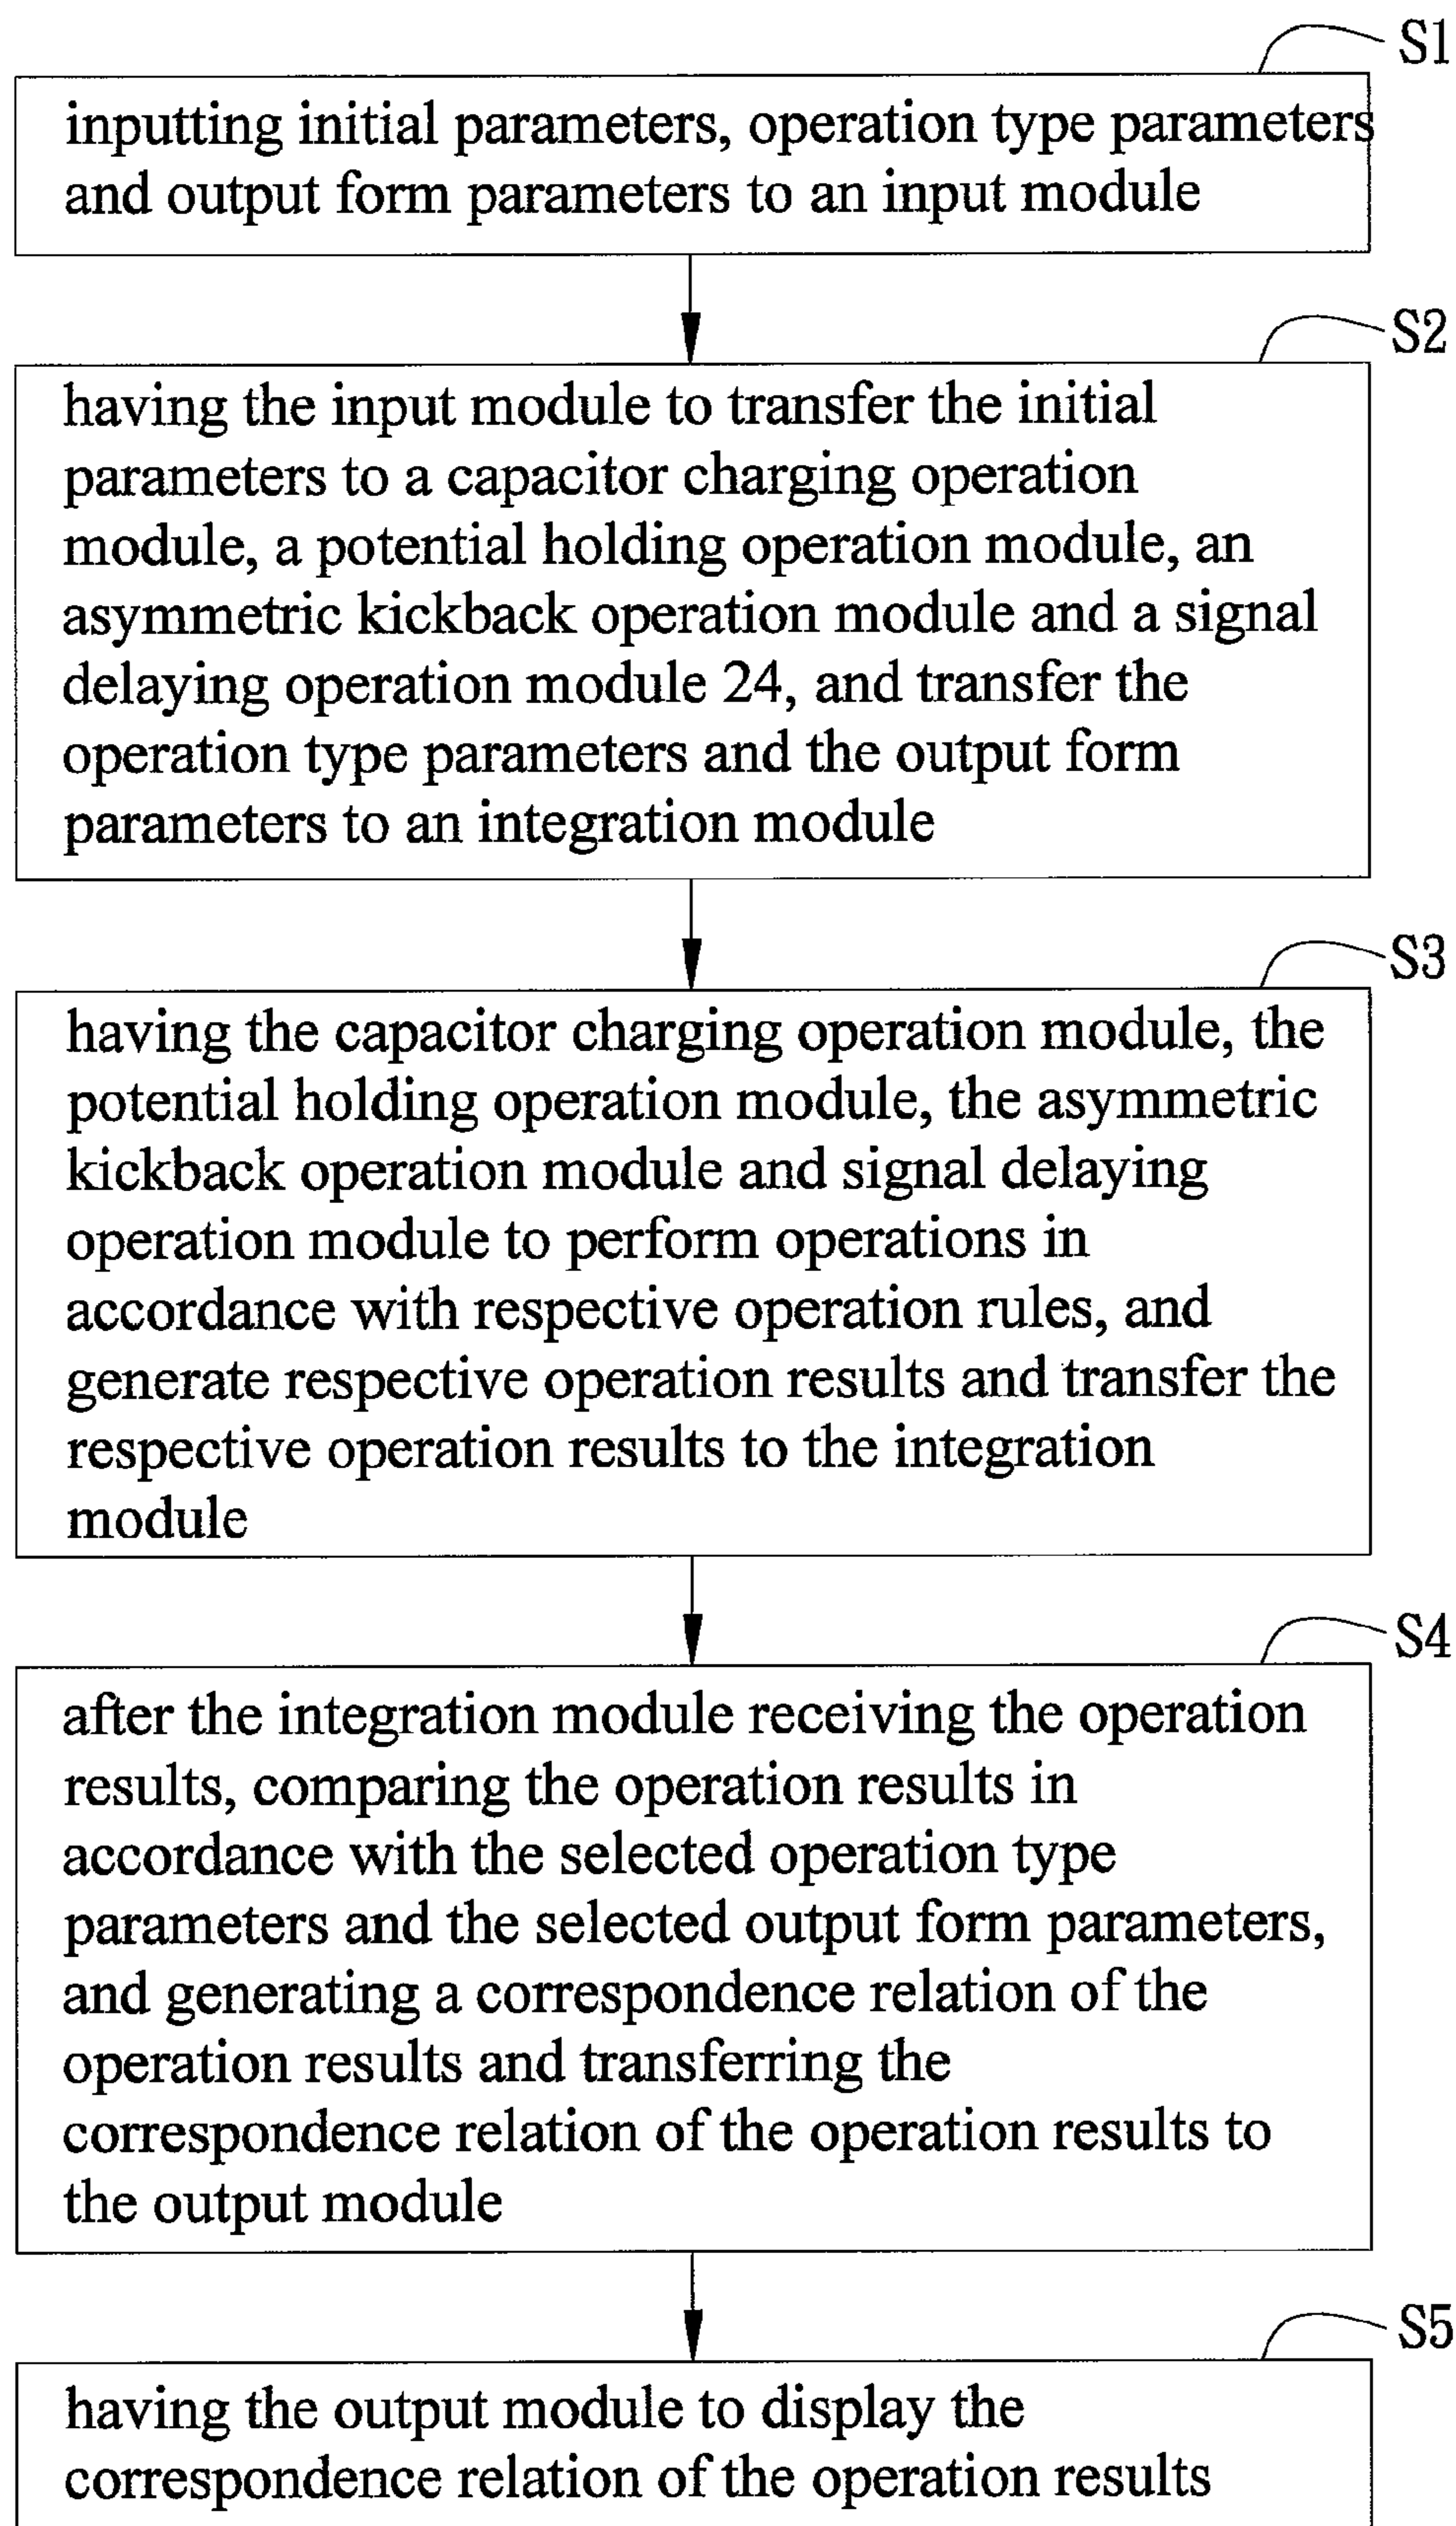 S1
inputting initial parameters, operation type parameters
and output form parameters to an input module
S2
having the input module to transfer the initial
parameters to a capacitor charging operation
module, a potential holding operation module, an
asymmetric kickback operation module and a signal
delaying operation module 24, and transfer the
operation type parameters and the output form
parameters to an integration module
S3
having the capacitor charging operation module, the
potential holding operation module, the asymmetric
kickback operation module and signal delaying
operation module to perform operations in
accordance with respective operation rules, and
generate respective operation results and transfer the
respective operation results to the integration
module
S4
after the integration module receiving the operation
results, comparing the operation results in
accordance with the selected operation type
parameters and the selected output form parameters,
and generating a correspondence relation of the
operation results and transferring the
correspondence relation of the operation results to
the output module
S5
having the output module to display the
correspondence relation of the operation results